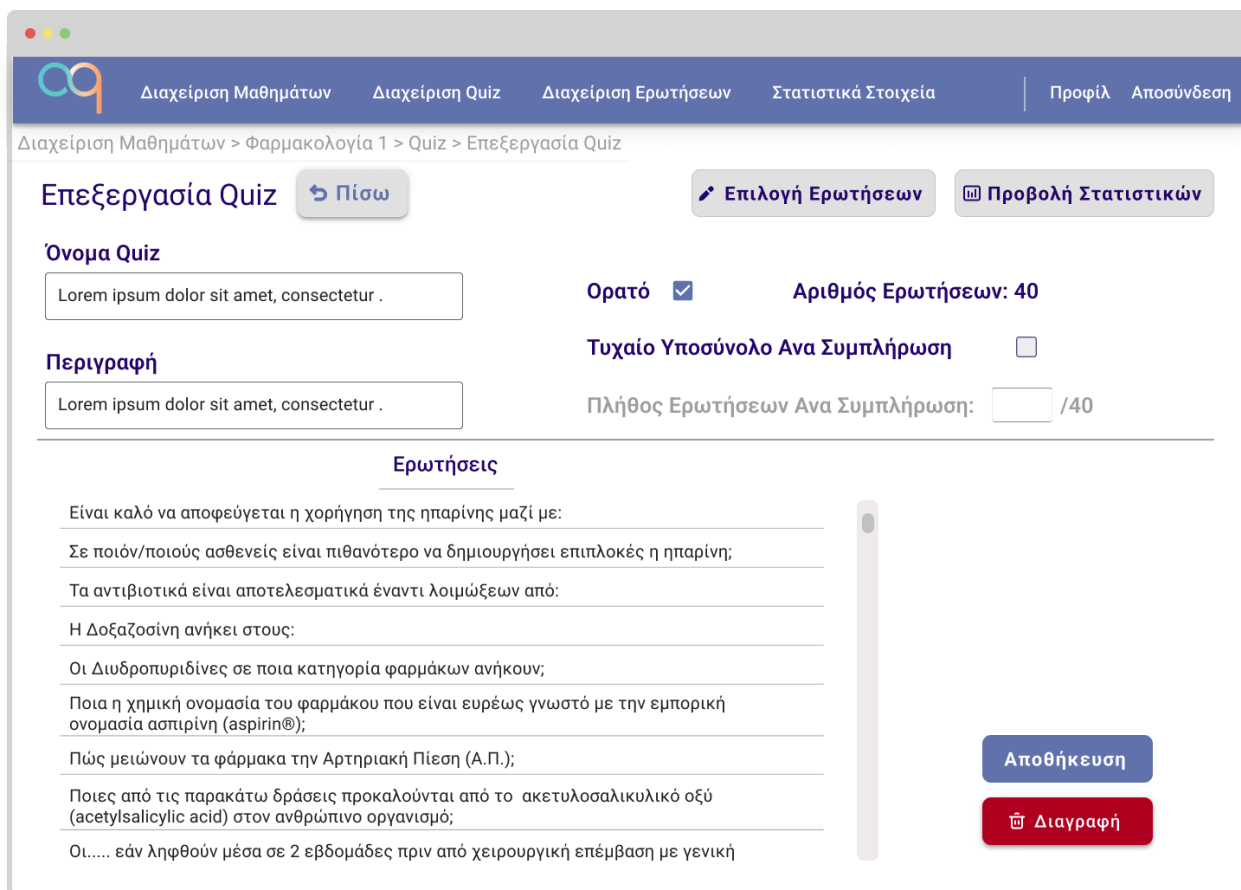 Διαχείριση Μαθημάτων Διαχείριση Quiz Διαχείριση Ερωτήσεων Στατιστικά Στοιχεία Προφίλ Αποσύνδεση
Διαχείριση Μαθημάτων > Φαρμακολογία 1 > Quiz > Επεξεργασία Quiz
Επεξεργασία Quiz Πίσω Επιλογή Ερωτήσεων Προβολή Στατιστικών
Όνομα Quiz
Lorem ipsum dolor sit amet, consectetur .
Ορατό Αριθμός Ερωτήσεων: 40
Τυχαίο Υποσύνολο Ανα Συμπλήρωση
Περιγραφή
Lorem ipsum dolor sit amet, consectetur .
Πλήθος Ερωτήσεων Ανα Συμπλήρωση: /40
Ερωτήσεις
Είναι καλό να αποφεύγεται η χορήγηση της ηπαρίνης μαζί με:
Σε ποιόν/ποιούς ασθενείς είναι πιθανότερο να δημιουργήσει επιπλοκές η ηπαρίνη;
Τα αντιβιοτικά είναι αποτελεσματικά έναντι λοιμώξεων από:
Η Δοξαζοσίνη ανήκει στους:
Οι Διυδροπυριδίνες σε ποια κατηγορία φαρμάκων ανήκουν;
Ποια η χημική ονομασία του φαρμάκου που είναι ευρέως γνωστό με την εμπορική
ονομασία ασπιρίνη (aspirin®);
Πώς μειώνουν τα φάρμακα την Αρτηριακή Πίεση (Α.Π.);
Ποιες από τις παρακάτω δράσεις προκαλούνται από το ακετυλοσαλικυλικό οξύ
(acetylsalicylic acid) στον ανθρώπινο οργανισμό;
Οι..... εάν ληφθούν μέσα σε 2 εβδομάδες πριν από χειρουργική επέμβαση με γενική
Αποθήκευση
Διαγραφή